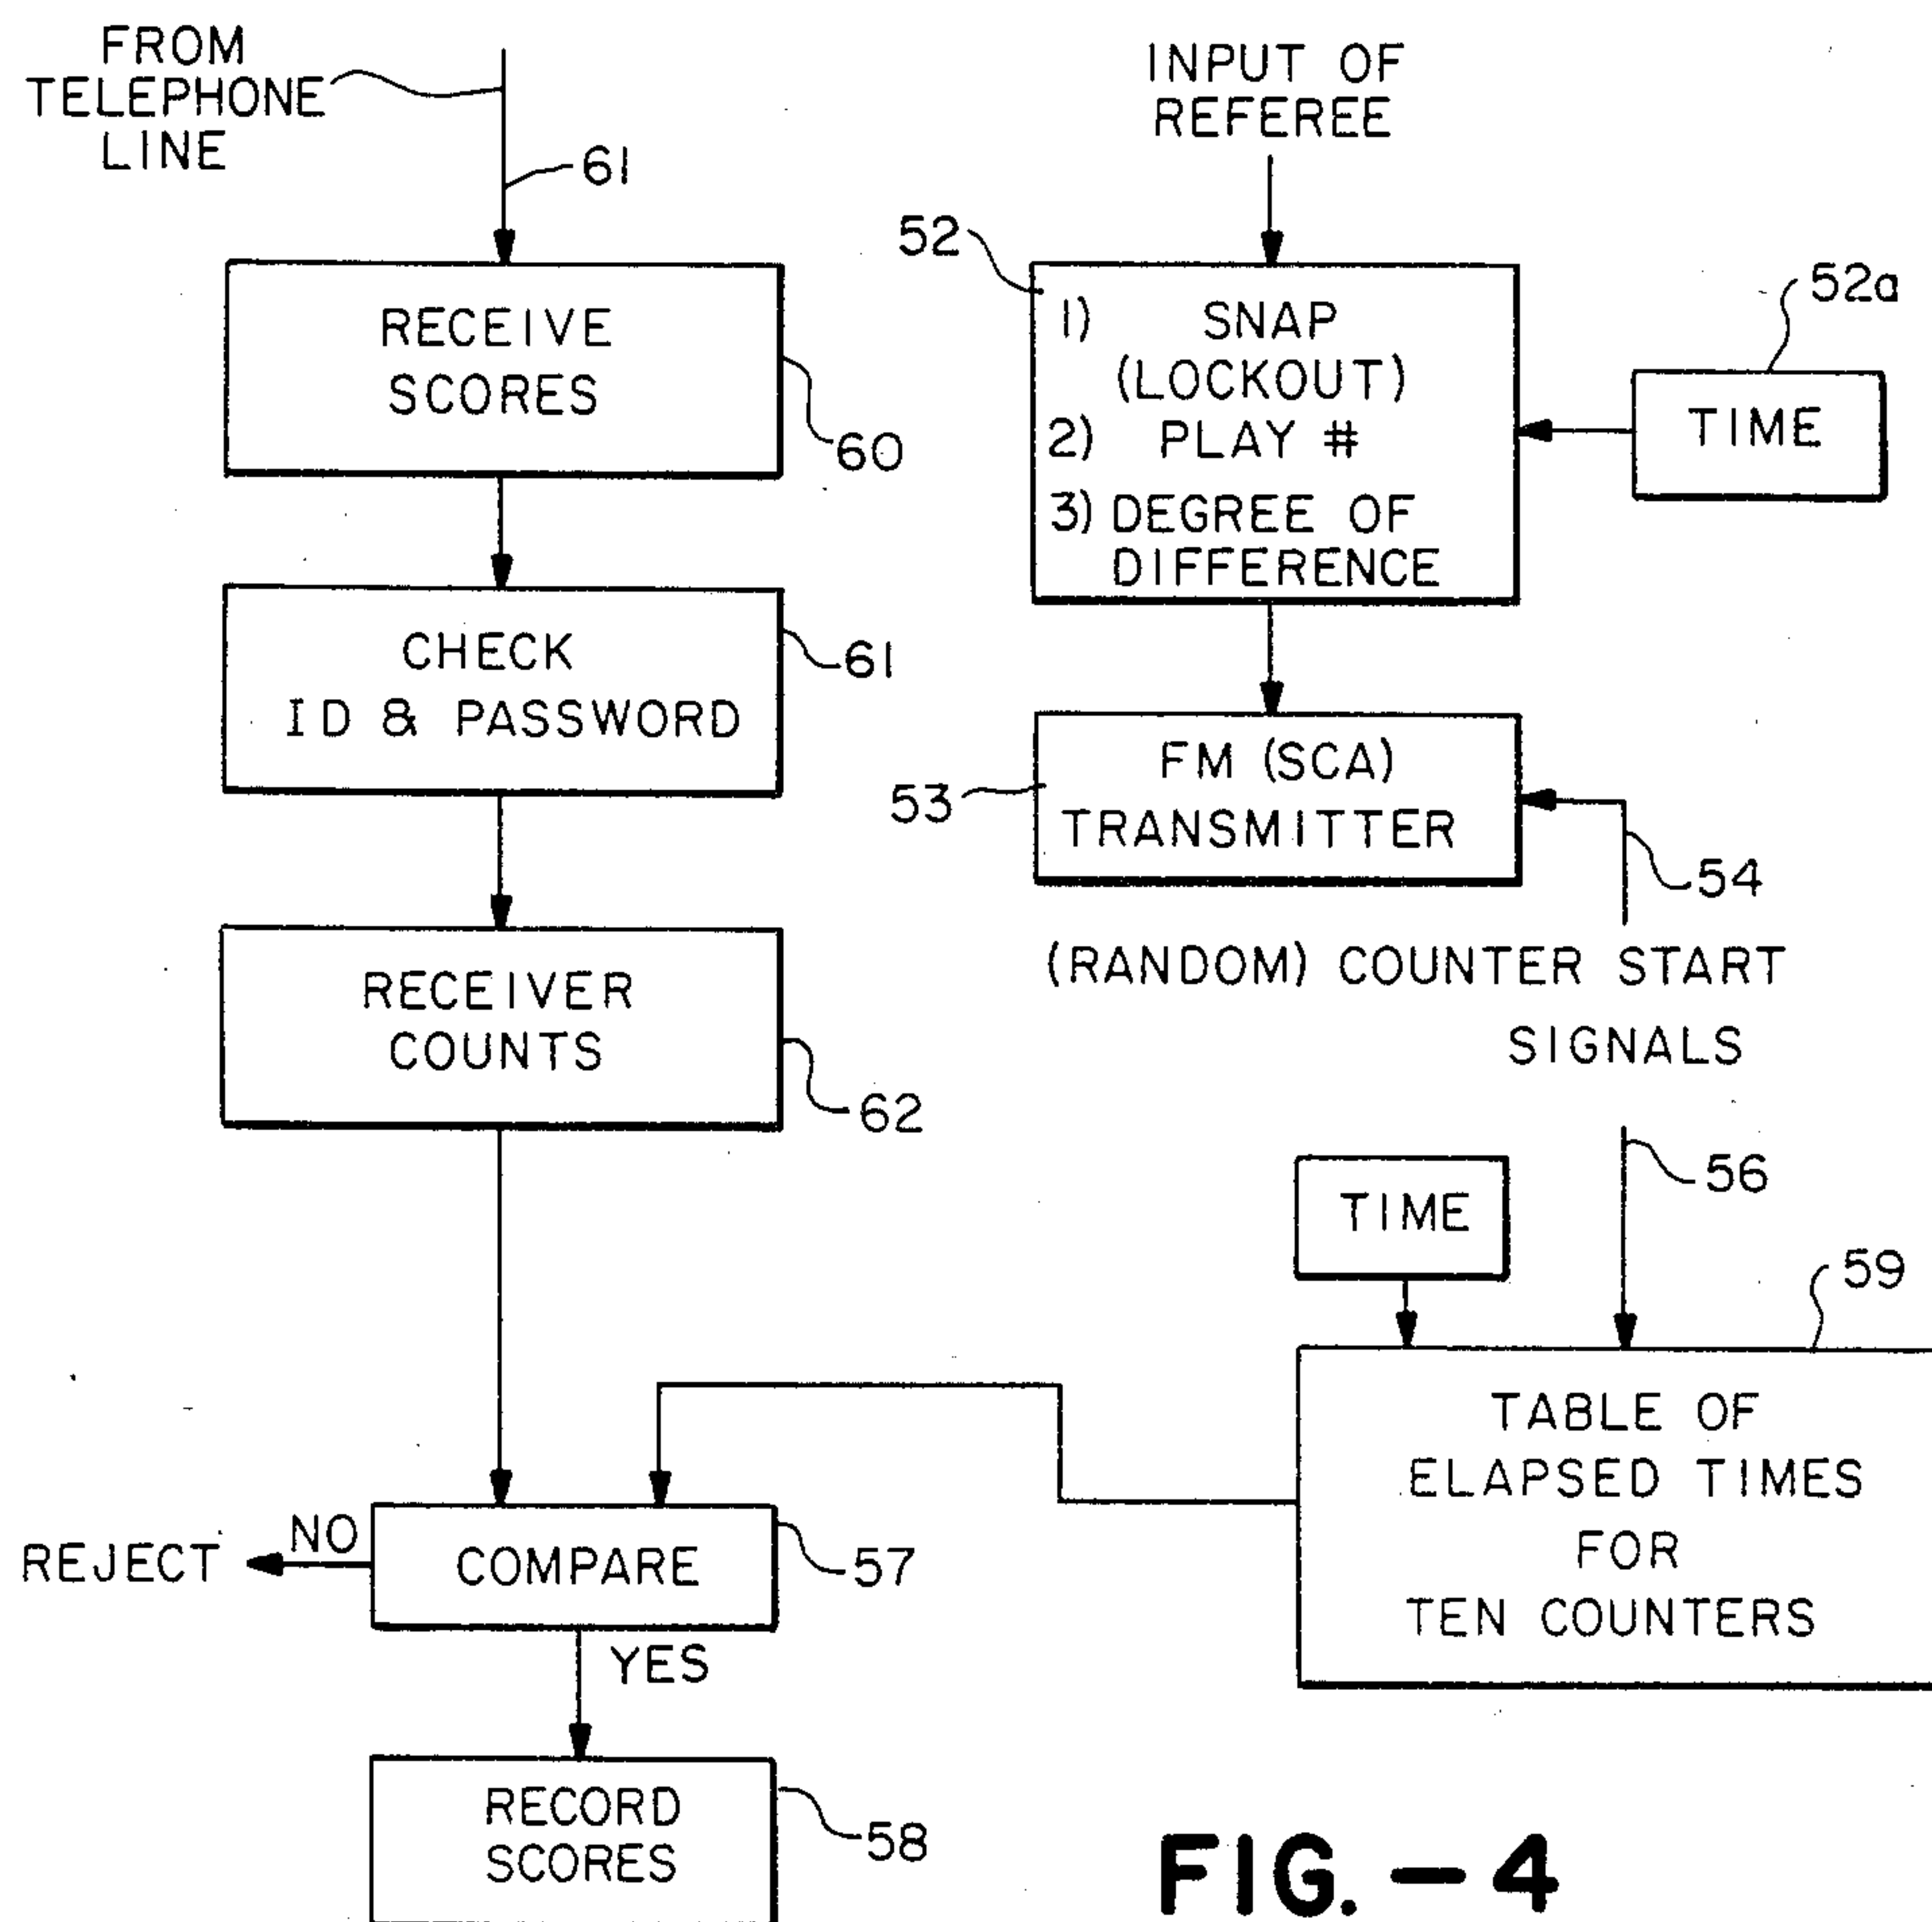 FROM
TELEPHONE
LINE
61
RECEIVE
SCORES
60
CHECK
ID & PASSWORD
61
RECEIVER
COUNTS
62
INPUT OF
REFEREE
52
1) SNAP
(LOCKOUT)
2) PLAY #
3) DEGREE OF
DIFFERENCE
52a
TIME
FM (SCA)
TRANSMITTER
53
54
(RANDOM) COUNTER START
SIGNALS
56
TIME
59
TABLE OF
ELAPSED TIMES
FOR
TEN COUNTERS
REJECT
NO
COMPARE
57
YES
RECORD
SCORES
58
FIG.-4